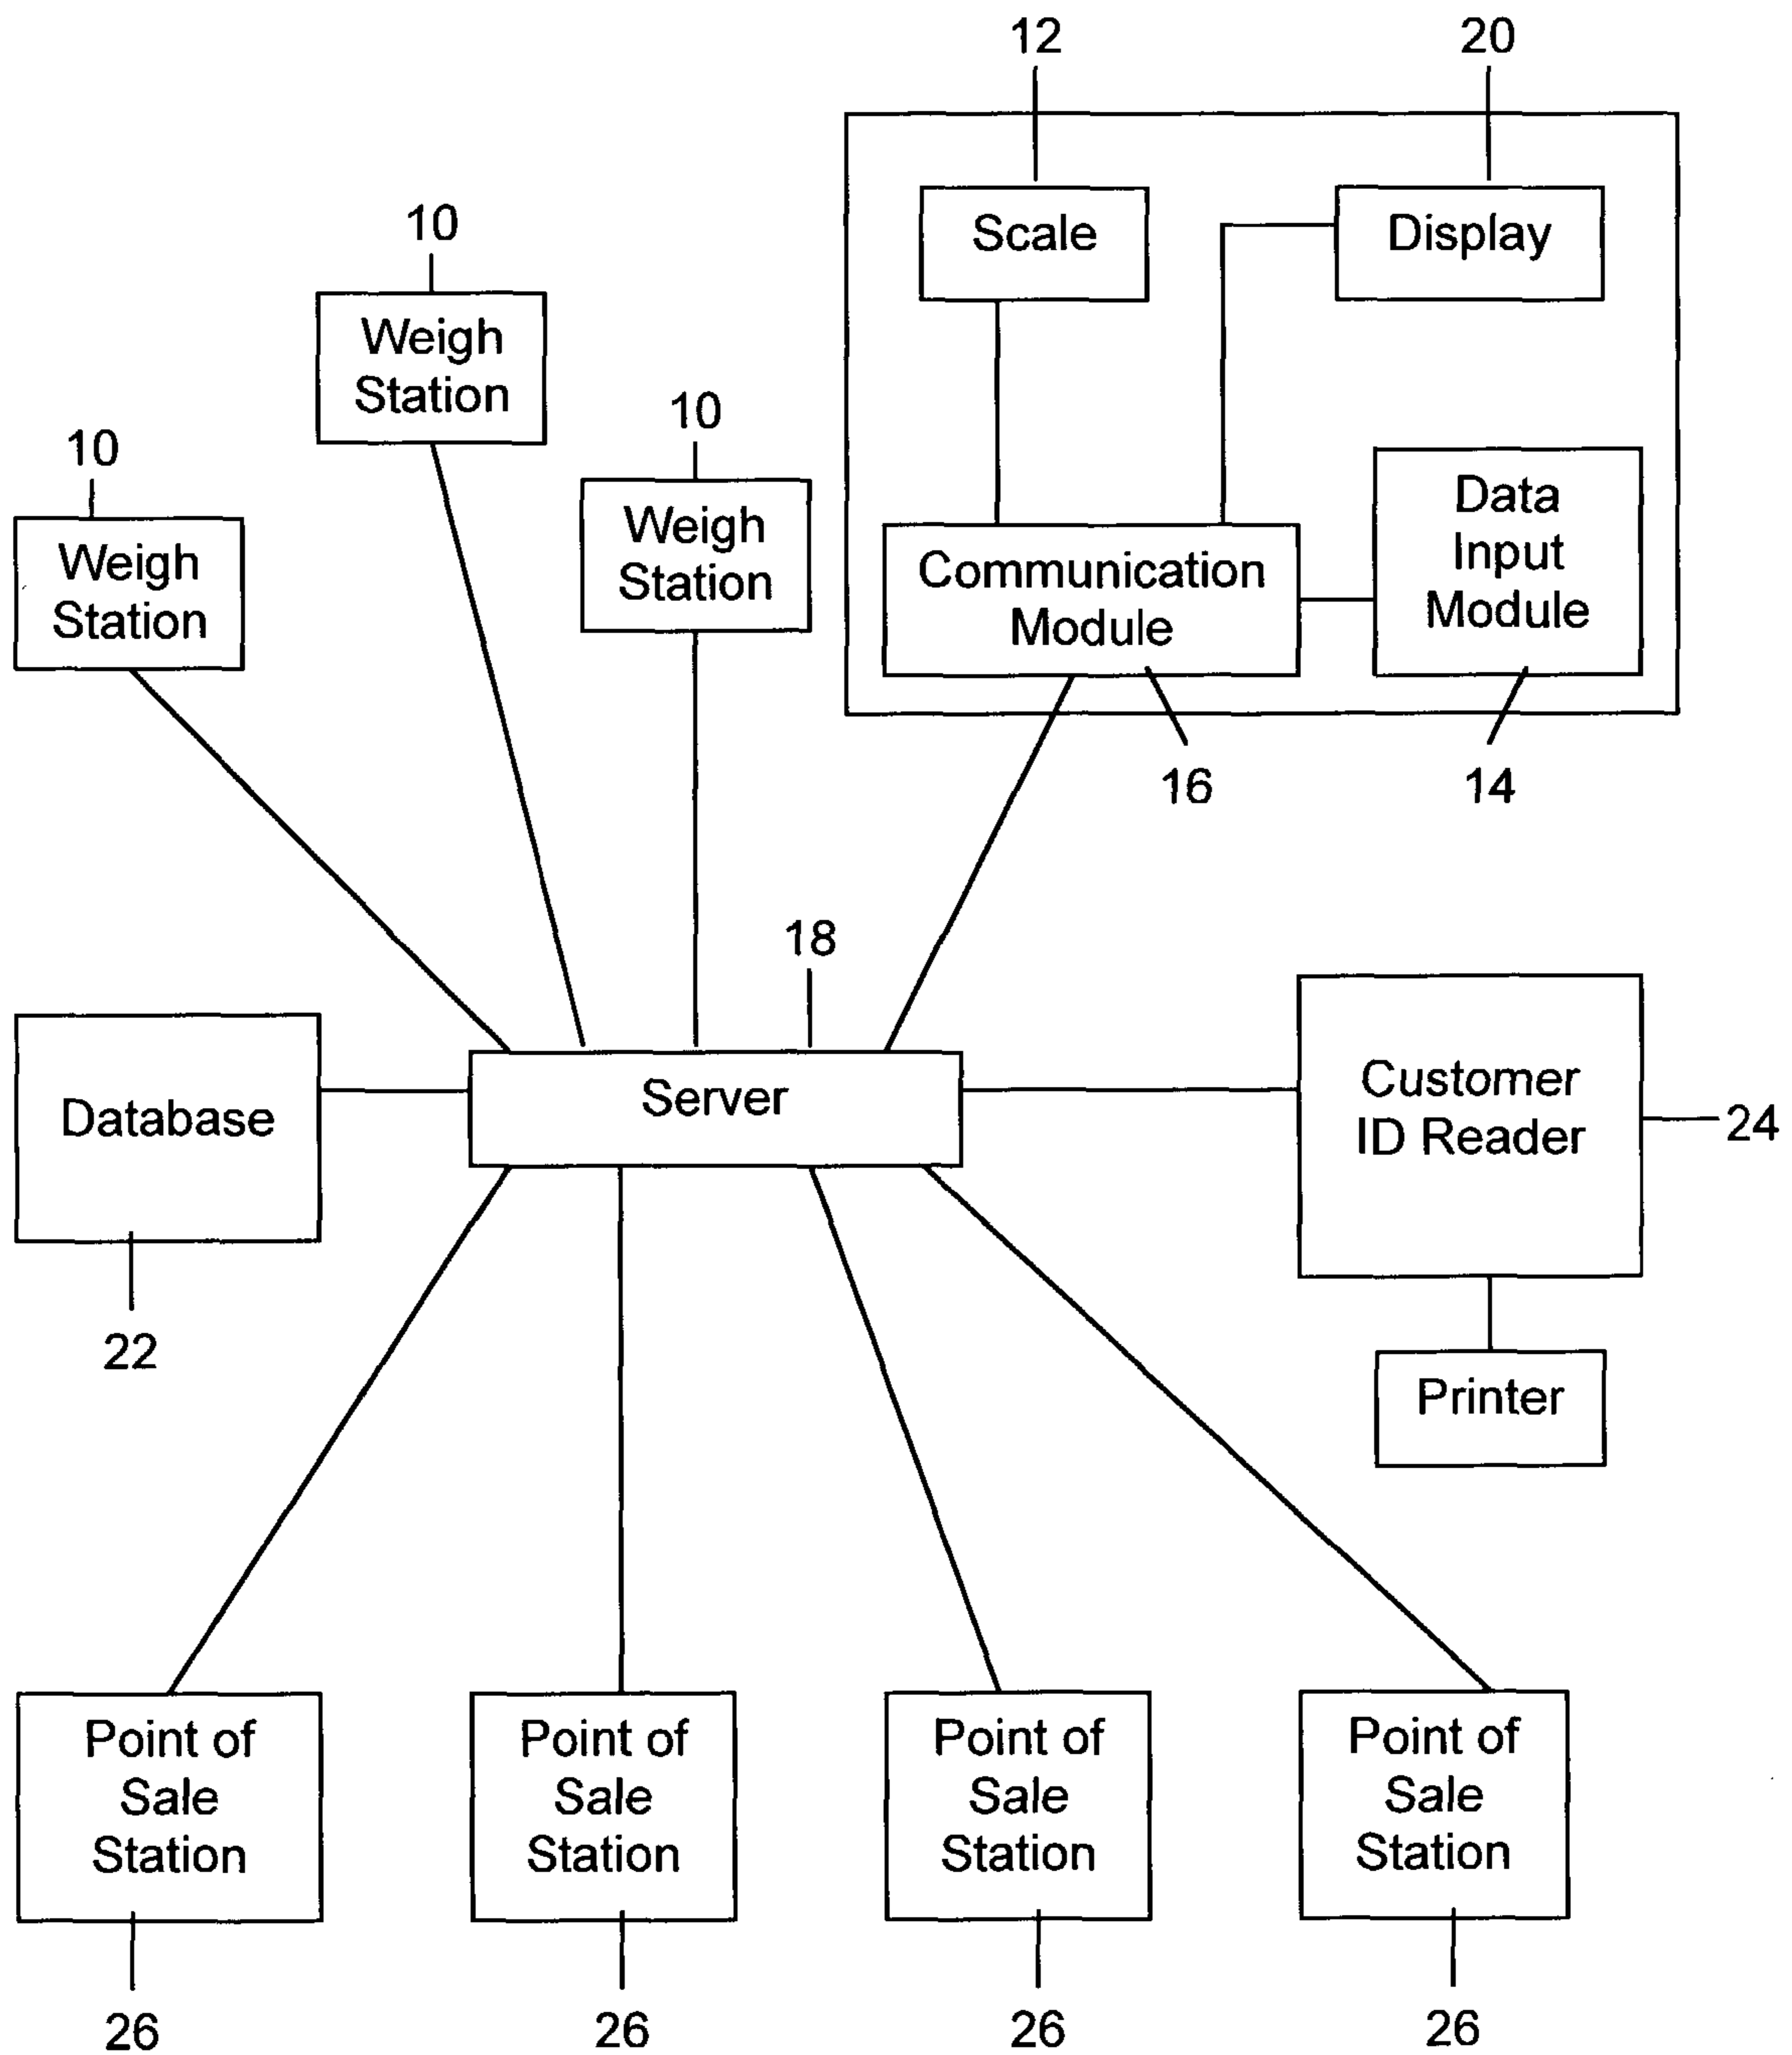 12
20
Scale
Display
10
Weigh
Station
10
Weigh
Station
10
Weigh
Station
Data
Input
Module
Communication
Module
16
14
18
Server
Database
22
Customer
ID Reader
24
Printer
Point of
Sale
Station
26
Point of
Sale
Station
26
Point of
Sale
Station
26
Point of
Sale
Station
26